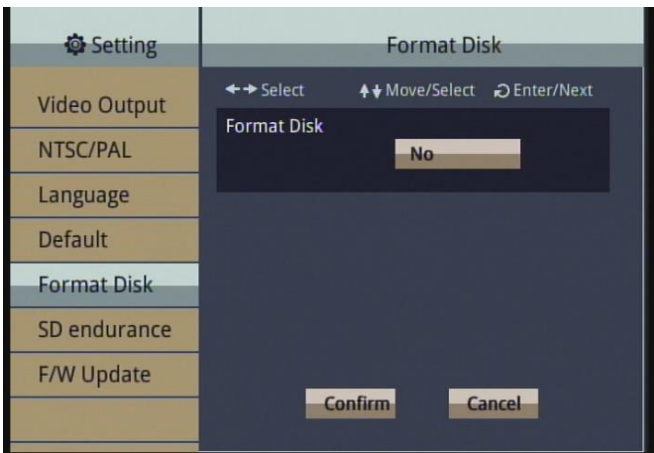 Setting
Format Disk
Select Move/Select Enter/Next
Video Output
NTSC/PAL
Language
Default
Format Disk
SD endurance
F/W Update
Format Disk
No
Confirm Cancel